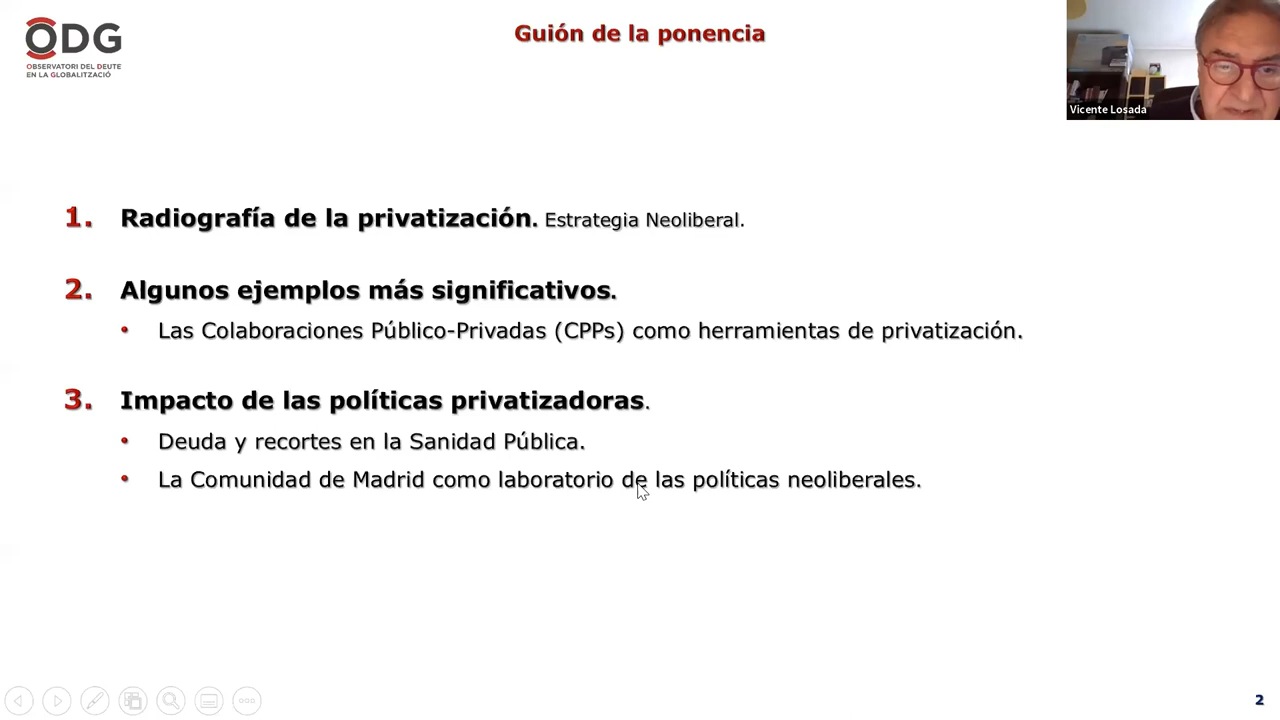 ODG
OBSERVATORI DEL DEUTE
EN LA GLOBALITZACIÓ
Guión de la ponencia
Vicente Losada
1. Radiografía de la privatización. Estrategia Neoliberal.
2. Algunos ejemplos más significativos.
• Las Colaboraciones Público-Privadas (CPPs) como herramientas de privatización.
3. Impacto de las políticas privatizadoras.
• Deuda y recortes en la Sanidad Pública.
• La Comunidad de Madrid como laboratorio de las políticas neoliberales.
2